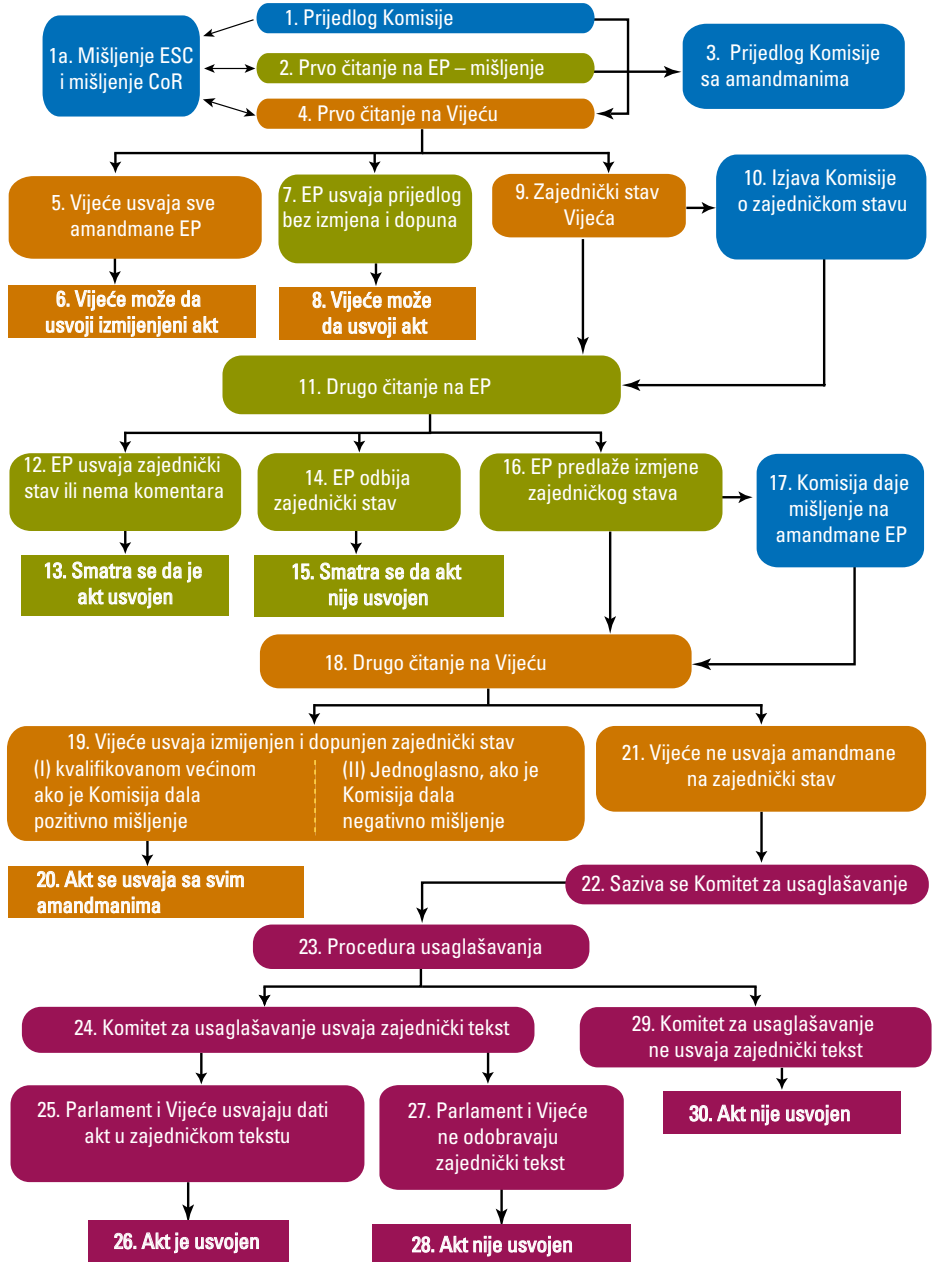 1. Prijedlog Komisije
1a. Mišljenje ESC
i mišljenje CoR
2. Prvo čitanje na EP – mišljenje
3. Prijedlog Komisije
sa amandmanima
4. Prvo čitanje na Vijeću
5. Vijeće usvaja sve
amandmane EP
7. EP usvaja prijedlog
bez izmjena i dopuna
9. Zajednički stav
Vijeća
10. Izjava Komisije
o zajedničkom stavu
6. Vijeće može da
usvoji izmijenjeni akt
8. Vijeće može
da usvoji akt
11. Drugo čitanje na EP
12. EP usvaja zajednički
stav ili nema komentara
14. EP odbija
zajednički stav
16. EP predlaže izmjene
zajedničkog stava
17. Komisija daje
mišljenje na
amandmane EP
13. Smatra se da je
akt usvojen
15. Smatra se da akt
nije usvojen
18. Drugo čitanje na Vijeću
19. Vijeće usvaja izmijenjen i dopunjen zajednički stav
(I) kvalifikovanom većinom
ako je Komisija dala
pozitivno mišljenje
(II) Jednoglasno, ako je
Komisija dala
negativno mišljenje
21. Vijeće ne usvaja amandmane
na zajednički stav
20. Akt se usvaja sa svim
amandmanima
22. Saziva se Komitet za usaglašavanje
23. Procedura usaglašavanja
24. Komitet za usaglašavanje usvaja zajednički tekst
29. Komitet za usaglašavanje
ne usvaja zajednički tekst
25. Parlament i Vijeće usvajaju dati
akt u zajedničkom tekstu
27. Parlament i Vijeće
ne odobravaju
zajednički tekst
30. Akt nije usvojen
26. Akt je usvojen
28. Akt nije usvojen